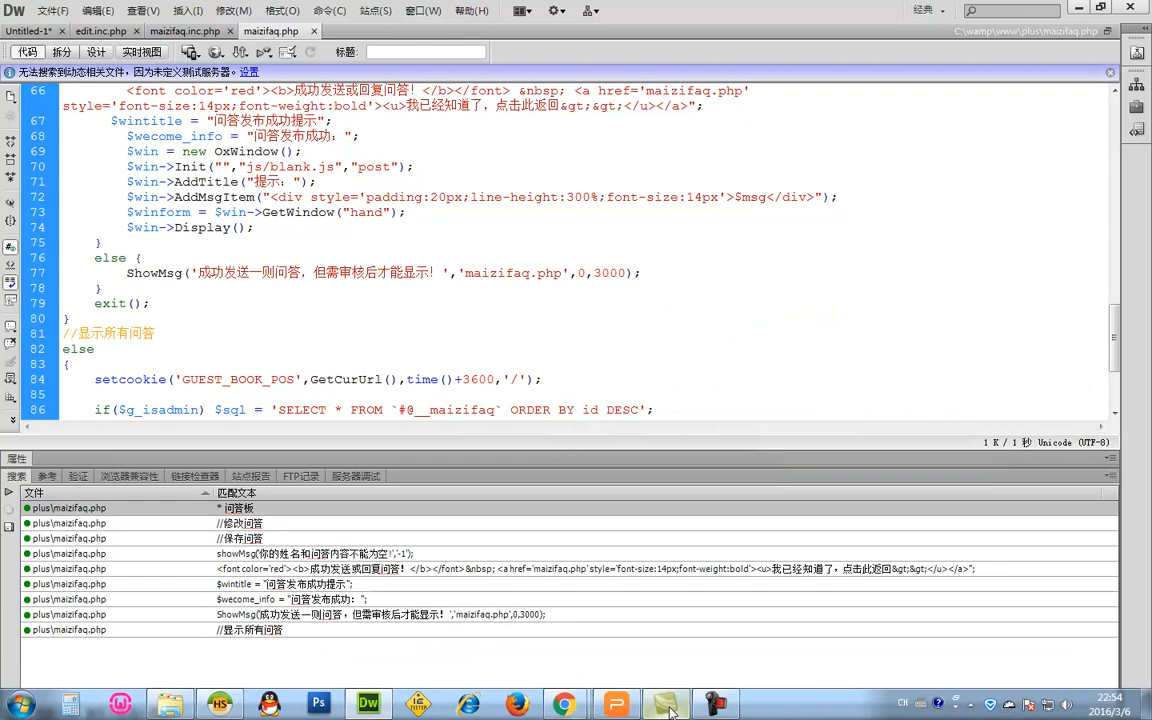 Dw 文件(F) 编辑(E) 查看(V) 插入(I) 修改(M) 格式(O) 命令(C) 站点(S) 窗口(W) 帮助(H) 经典
Untitled-1* × edit.inc.php × maizifaq.inc.php × maizifaq.php × C:\wamp\www\plus\maizifaq.php
代码 拆分 设计 实时视图 标题:
无法搜索到动态相关文件，因为未定义测试服务器。 设置
66 <font color='red'><b>成功发送或回复问答！</b></font> &nbsp; <a href='maizifaq.php'
style='font-size:14px;font-weight:bold'><u>我已经知道了，点击此返回&gt;&gt;</u></a>";
67 $wintitle = "问答发布成功提示";
68 $wecome_info = "问答发布成功：";
69 $win = new OxWindow();
70 $win->Init("","js/blank.js","post");
71 $win->AddTitle("提示：");
72 $win->AddMsgItem("<div style='padding:20px;line-height:300%;font-size:14px'>$msg</div>");
73 $winform = $win->GetWindow("hand");
74 $win->Display();
75 }
76 else {
77 ShowMsg('成功发送一则问答，但需审核后才能显示！','maizifaq.php',0,3000);
78 }
79 exit();
80 }
81 //显示所有问答
82 else
83 {
84 setcookie('GUEST_BOOK_POS',GetCurUrl(),time()+3600,'/');
85
86 if($g_isadmin) $sql = 'SELECT * FROM `#@__maizifaq` ORDER BY id DESC';
1 K / 1 秒 Unicode (UTF-8)
属性
搜索 参考 验证 浏览器兼容性 链接检查器 站点报告 FTP记录 服务器调试
文件 匹配文本
plus\maizifaq.php * 问答板
plus\maizifaq.php //修改问答
plus\maizifaq.php //保存问答
plus\maizifaq.php showMsg('你的姓名和问答内容不能为空!','-1');
plus\maizifaq.php <font color='red'><b>成功发送或回复问答！</b></font>&nbsp; <a href='maizifaq.php' style='font-size:14px;font-weight:bold'><u>我已经知道了，点击此返回&gt;&gt;</u></a>";
plus\maizifaq.php $wintitle = "问答发布成功提示";
plus\maizifaq.php $wecome_info = "问答发布成功：";
plus\maizifaq.php ShowMsg('成功发送一则问答，但需审核后才能显示！','maizifaq.php',0,3000);
plus\maizifaq.php //显示所有问答
HS Ps Dw IE TESTER CH 22:54
2016/3/6